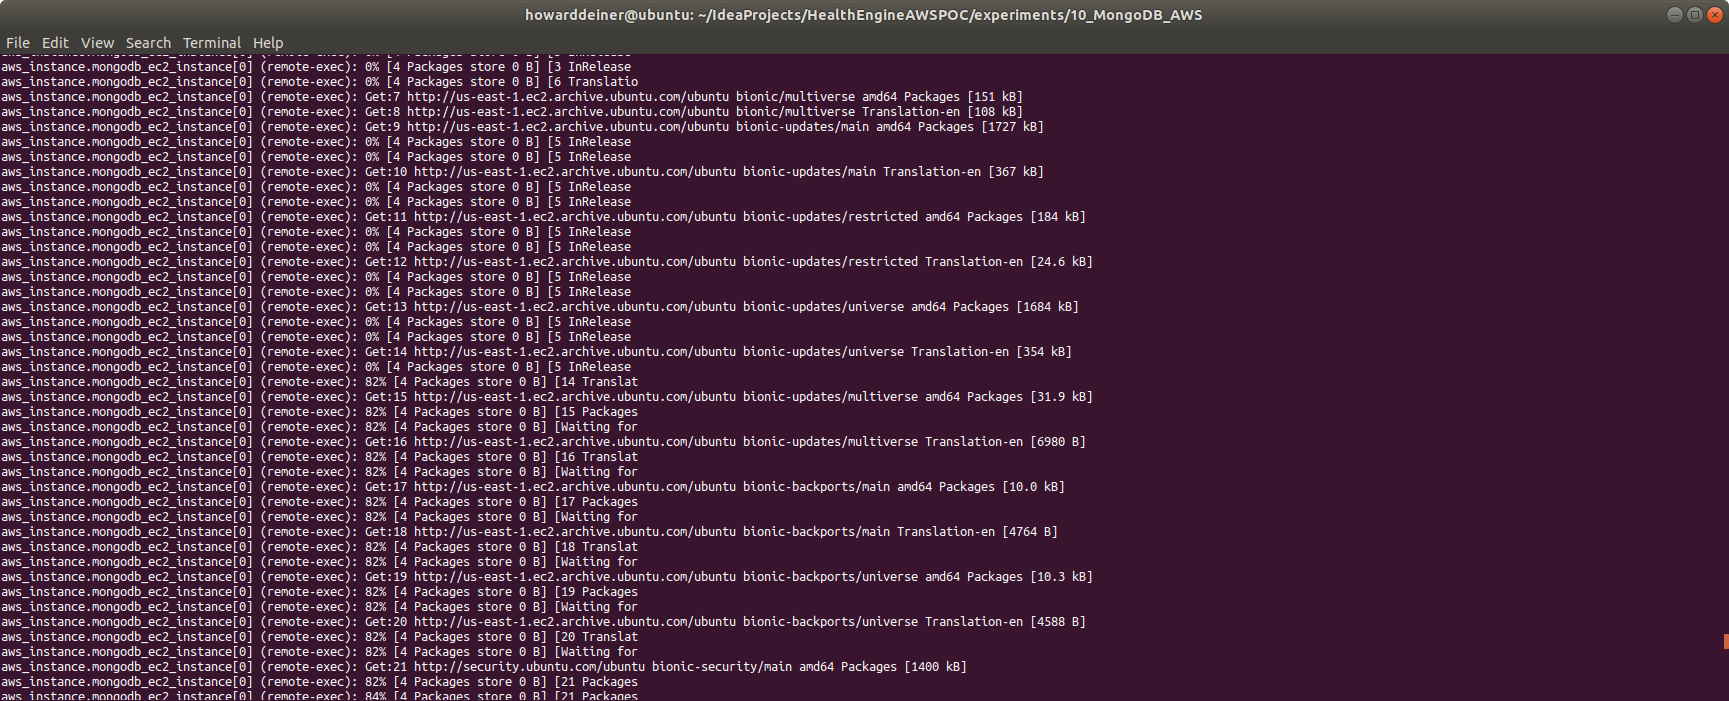 howarddeiner@ubuntu: ~/IdeaProjects/HealthEngineAWSPOC/experiments/10_MongoDB_AWS
File Edit View Search Terminal Help
aws_instance.mongodb_ec2_instance[0] (remote-exec): 0% [4 Packages store 0 B] [3 InRelease
aws_instance.mongodb_ec2_instance[0] (remote-exec): 0% [4 Packages store 0 B] [6 Translatio
aws_instance.mongodb_ec2_instance[0] (remote-exec): Get:7 http://us-east-1.ec2.archive.ubuntu.com/ubuntu bionic/multiverse amd64 Packages [151 kB]
aws_instance.mongodb_ec2_instance[0] (remote-exec): Get:8 http://us-east-1.ec2.archive.ubuntu.com/ubuntu bionic/multiverse Translation-en [108 kB]
aws_instance.mongodb_ec2_instance[0] (remote-exec): Get:9 http://us-east-1.ec2.archive.ubuntu.com/ubuntu bionic-updates/main amd64 Packages [1727 kB]
aws_instance.mongodb_ec2_instance[0] (remote-exec): 0% [4 Packages store 0 B] [5 InRelease
aws_instance.mongodb_ec2_instance[0] (remote-exec): 0% [4 Packages store 0 B] [5 InRelease
aws_instance.mongodb_ec2_instance[0] (remote-exec): Get:10 http://us-east-1.ec2.archive.ubuntu.com/ubuntu bionic-updates/main Translation-en [367 kB]
aws_instance.mongodb_ec2_instance[0] (remote-exec): 0% [4 Packages store 0 B] [5 InRelease
aws_instance.mongodb_ec2_instance[0] (remote-exec): 0% [4 Packages store 0 B] [5 InRelease
aws_instance.mongodb_ec2_instance[0] (remote-exec): Get:11 http://us-east-1.ec2.archive.ubuntu.com/ubuntu bionic-updates/restricted amd64 Packages [184 kB]
aws_instance.mongodb_ec2_instance[0] (remote-exec): 0% [4 Packages store 0 B] [5 InRelease
aws_instance.mongodb_ec2_instance[0] (remote-exec): 0% [4 Packages store 0 B] [5 InRelease
aws_instance.mongodb_ec2_instance[0] (remote-exec): Get:12 http://us-east-1.ec2.archive.ubuntu.com/ubuntu bionic-updates/restricted Translation-en [24.6 kB]
aws_instance.mongodb_ec2_instance[0] (remote-exec): 0% [4 Packages store 0 B] [5 InRelease
aws_instance.mongodb_ec2_instance[0] (remote-exec): 0% [4 Packages store 0 B] [5 InRelease
aws_instance.mongodb_ec2_instance[0] (remote-exec): Get:13 http://us-east-1.ec2.archive.ubuntu.com/ubuntu bionic-updates/universe amd64 Packages [1684 kB]
aws_instance.mongodb_ec2_instance[0] (remote-exec): 0% [4 Packages store 0 B] [5 InRelease
aws_instance.mongodb_ec2_instance[0] (remote-exec): 0% [4 Packages store 0 B] [5 InRelease
aws_instance.mongodb_ec2_instance[0] (remote-exec): Get:14 http://us-east-1.ec2.archive.ubuntu.com/ubuntu bionic-updates/universe Translation-en [354 kB]
aws_instance.mongodb_ec2_instance[0] (remote-exec): 0% [4 Packages store 0 B] [5 InRelease
aws_instance.mongodb_ec2_instance[0] (remote-exec): 82% [4 Packages store 0 B] [14 Translat
aws_instance.mongodb_ec2_instance[0] (remote-exec): Get:15 http://us-east-1.ec2.archive.ubuntu.com/ubuntu bionic-updates/multiverse amd64 Packages [31.9 kB]
aws_instance.mongodb_ec2_instance[0] (remote-exec): 82% [4 Packages store 0 B] [15 Packages
aws_instance.mongodb_ec2_instance[0] (remote-exec): 82% [4 Packages store 0 B] [Waiting for
aws_instance.mongodb_ec2_instance[0] (remote-exec): Get:16 http://us-east-1.ec2.archive.ubuntu.com/ubuntu bionic-updates/multiverse Translation-en [6980 B]
aws_instance.mongodb_ec2_instance[0] (remote-exec): 82% [4 Packages store 0 B] [16 Translat
aws_instance.mongodb_ec2_instance[0] (remote-exec): 82% [4 Packages store 0 B] [Waiting for
aws_instance.mongodb_ec2_instance[0] (remote-exec): Get:17 http://us-east-1.ec2.archive.ubuntu.com/ubuntu bionic-backports/main amd64 Packages [10.0 kB]
aws_instance.mongodb_ec2_instance[0] (remote-exec): 82% [4 Packages store 0 B] [17 Packages
aws_instance.mongodb_ec2_instance[0] (remote-exec): 82% [4 Packages store 0 B] [Waiting for
aws_instance.mongodb_ec2_instance[0] (remote-exec): Get:18 http://us-east-1.ec2.archive.ubuntu.com/ubuntu bionic-backports/main Translation-en [4764 B]
aws_instance.mongodb_ec2_instance[0] (remote-exec): 82% [4 Packages store 0 B] [18 Translat
aws_instance.mongodb_ec2_instance[0] (remote-exec): 82% [4 Packages store 0 B] [Waiting for
aws_instance.mongodb_ec2_instance[0] (remote-exec): Get:19 http://us-east-1.ec2.archive.ubuntu.com/ubuntu bionic-backports/universe amd64 Packages [10.3 kB]
aws_instance.mongodb_ec2_instance[0] (remote-exec): 82% [4 Packages store 0 B] [19 Packages
aws_instance.mongodb_ec2_instance[0] (remote-exec): 82% [4 Packages store 0 B] [Waiting for
aws_instance.mongodb_ec2_instance[0] (remote-exec): Get:20 http://us-east-1.ec2.archive.ubuntu.com/ubuntu bionic-backports/universe Translation-en [4588 B]
aws_instance.mongodb_ec2_instance[0] (remote-exec): 82% [4 Packages store 0 B] [20 Translat
aws_instance.mongodb_ec2_instance[0] (remote-exec): 82% [4 Packages store 0 B] [Waiting for
aws_instance.mongodb_ec2_instance[0] (remote-exec): Get:21 http://security.ubuntu.com/ubuntu bionic-security/main amd64 Packages [1400 kB]
aws_instance.mongodb_ec2_instance[0] (remote-exec): 82% [4 Packages store 0 B] [21 Packages
aws_instance.mongodb_ec2_instance[0] (remote-exec): 84% [4 Packages store 0 B] [21 Packages